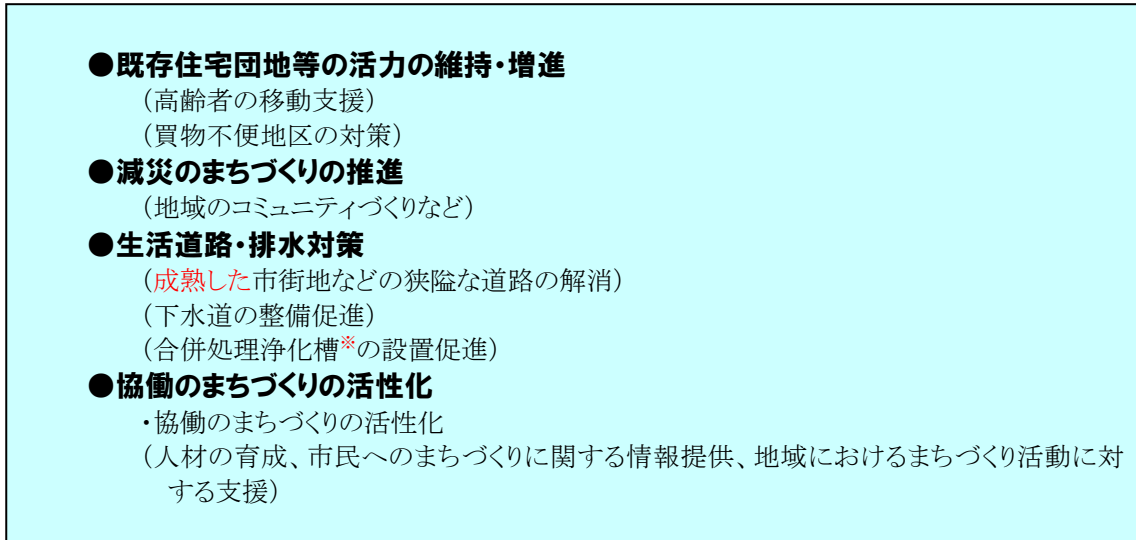 ●既存住宅団地等の活力の維持・増進
（高齢者の移動支援）
（買物不便地区の対策）
●減災のまちづくりの推進
（地域のコミュニティづくりなど）
●生活道路・排水対策
（成熟した市街地などの狭隘な道路の解消）
（下水道の整備促進）
（合併処理浄化槽※の設置促進）
●協働のまちづくりの活性化
・協働のまちづくりの活性化
（人材の育成、市民へのまちづくりに関する情報提供、地域におけるまちづくり活動に対
する支援）